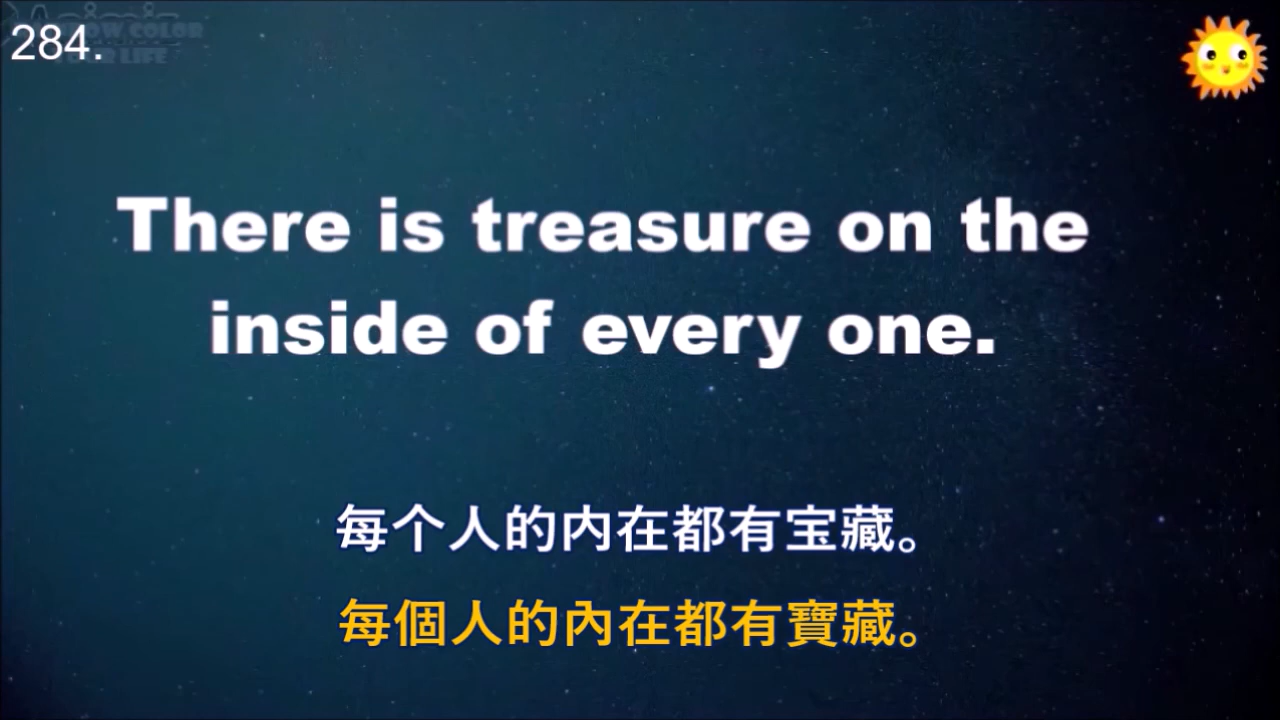 284.
There is treasure on the
inside of every one.
每个人的内在都有宝藏。
每個人的內在都有寶藏。